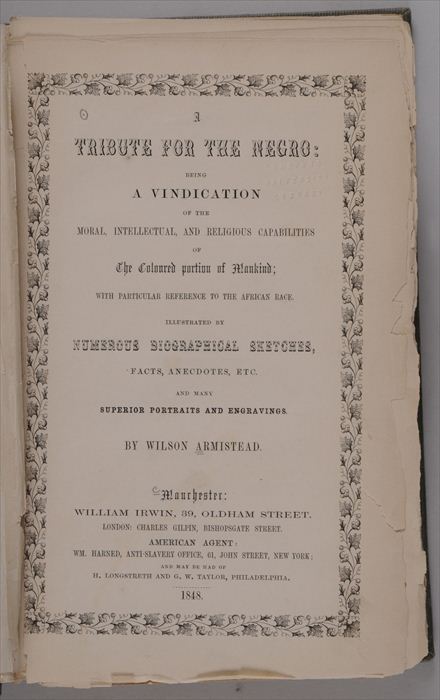 A
TRIBUTE FOR THE NEGRO:
BEING
A VINDICATION
OF THE
MORAL, INTELLECTUAL, AND RELIGIOUS CAPABILITIES
OF
The Coloured portion of Mankind;
WITH PARTICULAR REFERENCE TO THE AFRICAN RACE.
ILLUSTRATED BY
NUMEROUS BIOGRAPHICAL SKETCHES,
FACTS, ANECDOTES, ETC.
AND MANY
SUPERIOR PORTRAITS AND ENGRAVINGS.
BY WILSON ARMISTEAD.
Manchester:
WILLIAM IRWIN, 39, OLDHAM STREET.
LONDON: CHARLES GILPIN, BISHOPSGATE STREET.
AMERICAN AGENT:
WM. HARNED, ANTI-SLAVERY OFFICE, 61, JOHN STREET, NEW YORK;
AND MAY BE HAD OF
H. LONGSTRETH AND G. W. TAYLOR, PHILADELPHIA.
1848.